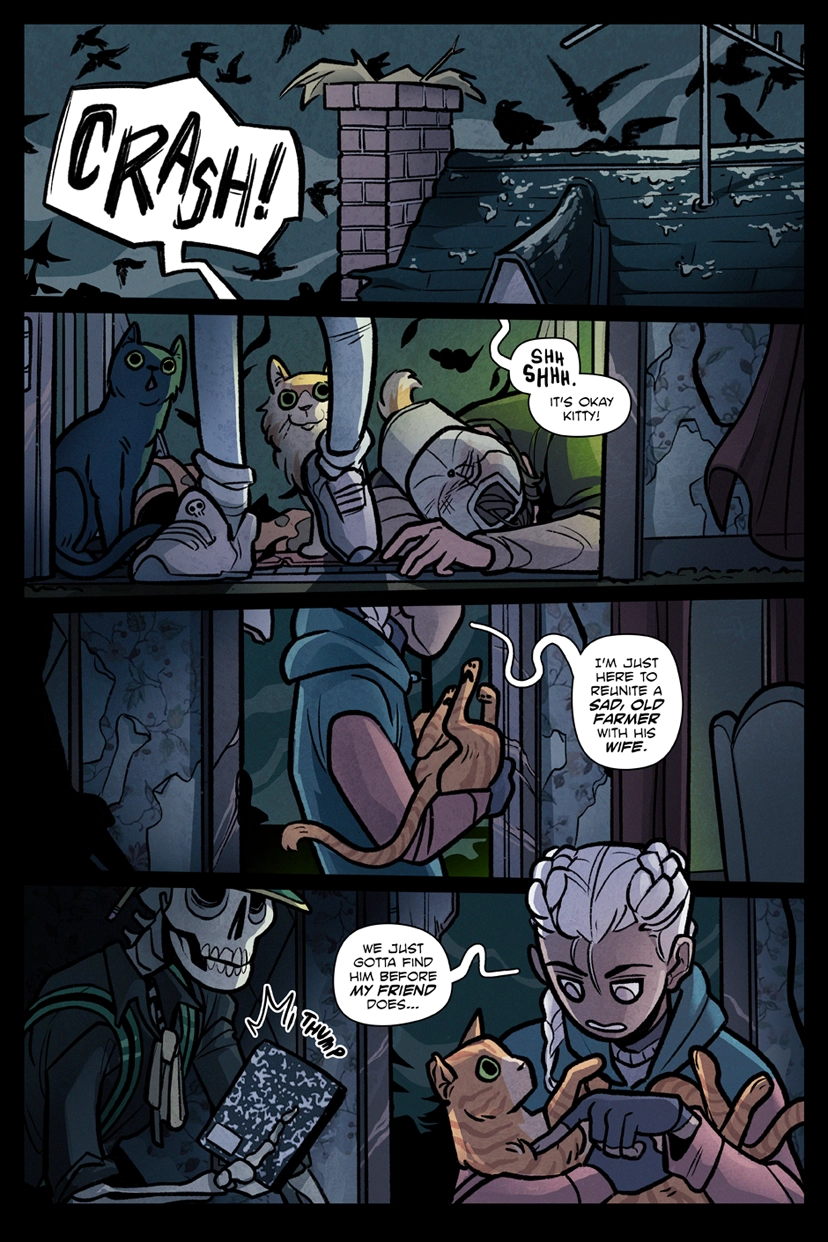 CRASH!
SHH
SHHH.
IT'S OKAY
KITTY!
I'M JUST
HERE TO
REUNITE A
SAD, OLD
FARMER
WITH HIS
WIFE.
WE JUST
GOTTA FIND
HIM BEFORE
MY FRIEND
DOES...
THUMP